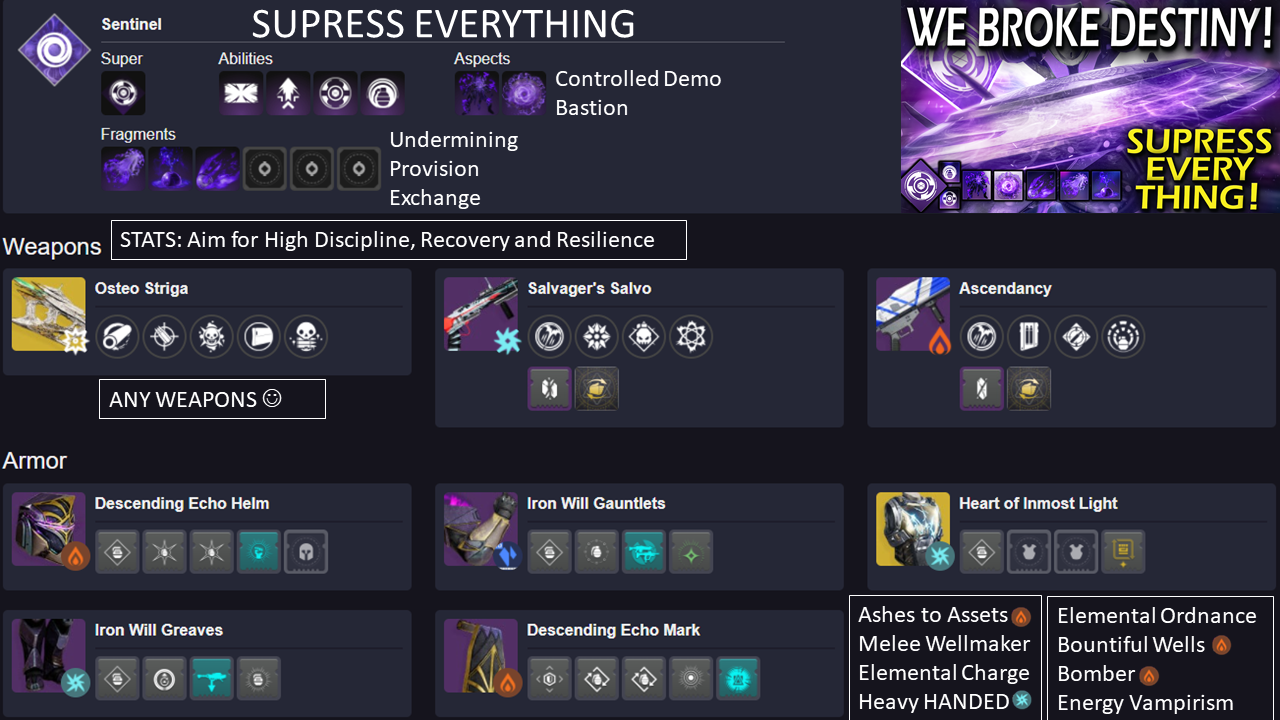 Sentinel
SUPRESS EVERYTHING
Super
Abilities
Aspects
Controlled Demo
Bastion
Fragments
Undermining
Provision
Exchange
WE BROKE DESTINY!
SUPRESS
EVERY
THING!
Weapons
STATS: Aim for High Discipline, Recovery and Resilience
Osteo Striga
Salvager's Salvo
Ascendancy
ANY WEAPONS ☺
Armor
Descending Echo Helm
Iron Will Gauntlets
Heart of Inmost Light
Iron Will Greaves
Descending Echo Mark
Ashes to Assets
Melee Wellmaker
Elemental Charge
Heavy HANDED
Elemental Ordnance
Bountiful Wells
Bomber
Energy Vampirism